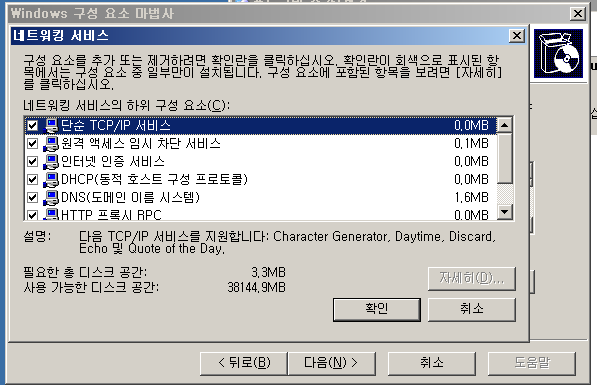 Windows 구성 요소 마법사
네트워킹 서비스
구성 요소를 추가 또는 제거하려면 확인란을 클릭하십시오. 확인란이 회색으로 표시된 항
목에서는 구성 요소 중 일부만이 설치됩니다. 구성 요소에 포함된 항목을 보려면 [자세히]
를 클릭하십시오.
네트워킹 서비스의 하위 구성 요소(C):
단순 TCP/IP 서비스 0.0MB
원격 액세스 임시 차단 서비스 0.1MB
인터넷 인증 서비스 0.0MB
DHCP(동적 호스트 구성 프로토콜) 0.0MB
DNS(도메인 이름 시스템) 1.6MB
HTTP 프록시 RPC 0.0MB
설명: 다음 TCP/IP 서비스를 지원합니다: Character Generator, Daytime, Discard,
Echo 및 Quote of the Day.
필요한 총 디스크 공간: 3.3MB
사용 가능한 디스크 공간: 38144.9MB
자세히(D)...
확인 취소
< 뒤로(B) 다음(N) > 취소 도움말